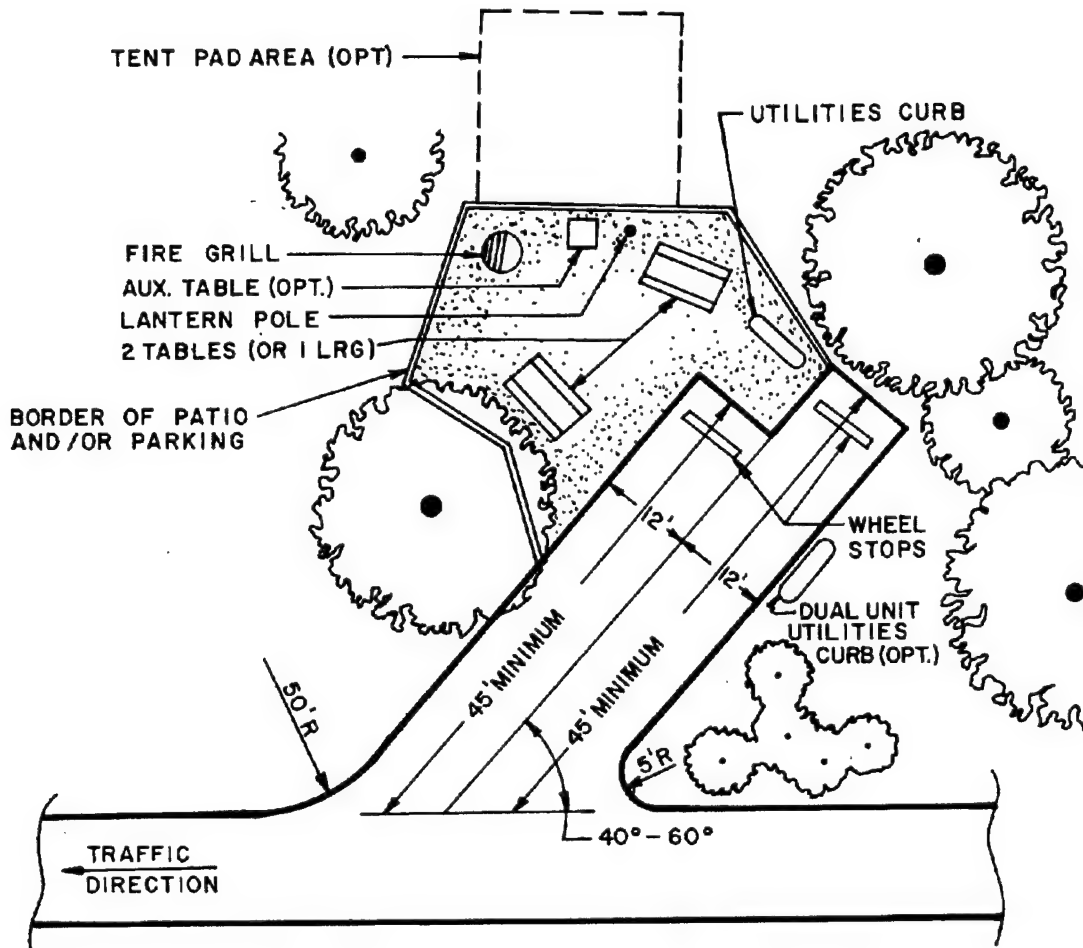 TENT PAD AREA (OPT)
UTILITIES CURB
FIRE GRILL
AUX. TABLE (OPT.)
LANTERN POLE
2 TABLES (OR 1 LRG)
BORDER OF PATIO
AND/OR PARKING
12'
12'
WHEEL
STOPS
DUAL UNIT
UTILITIES
CURB (OPT.)
45' MINIMUM
45' MINIMUM
50'R
5'R
40°-60°
TRAFFIC
DIRECTION